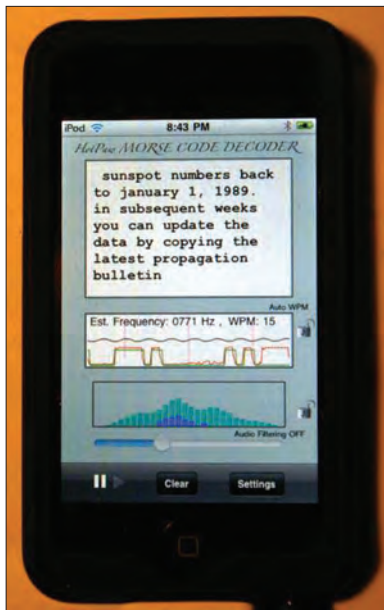 iPod 8:43 PM
HotPaw MORSE CODE DECODER
sunspot numbers back
to january 1, 1989.
in subsequent weeks
you can update the
data by copying the
latest propagation
bulletin
Auto WPM
Est. Frequency: 0771 Hz , WPM: 15
Audio Filtering OFF
Clear Settings